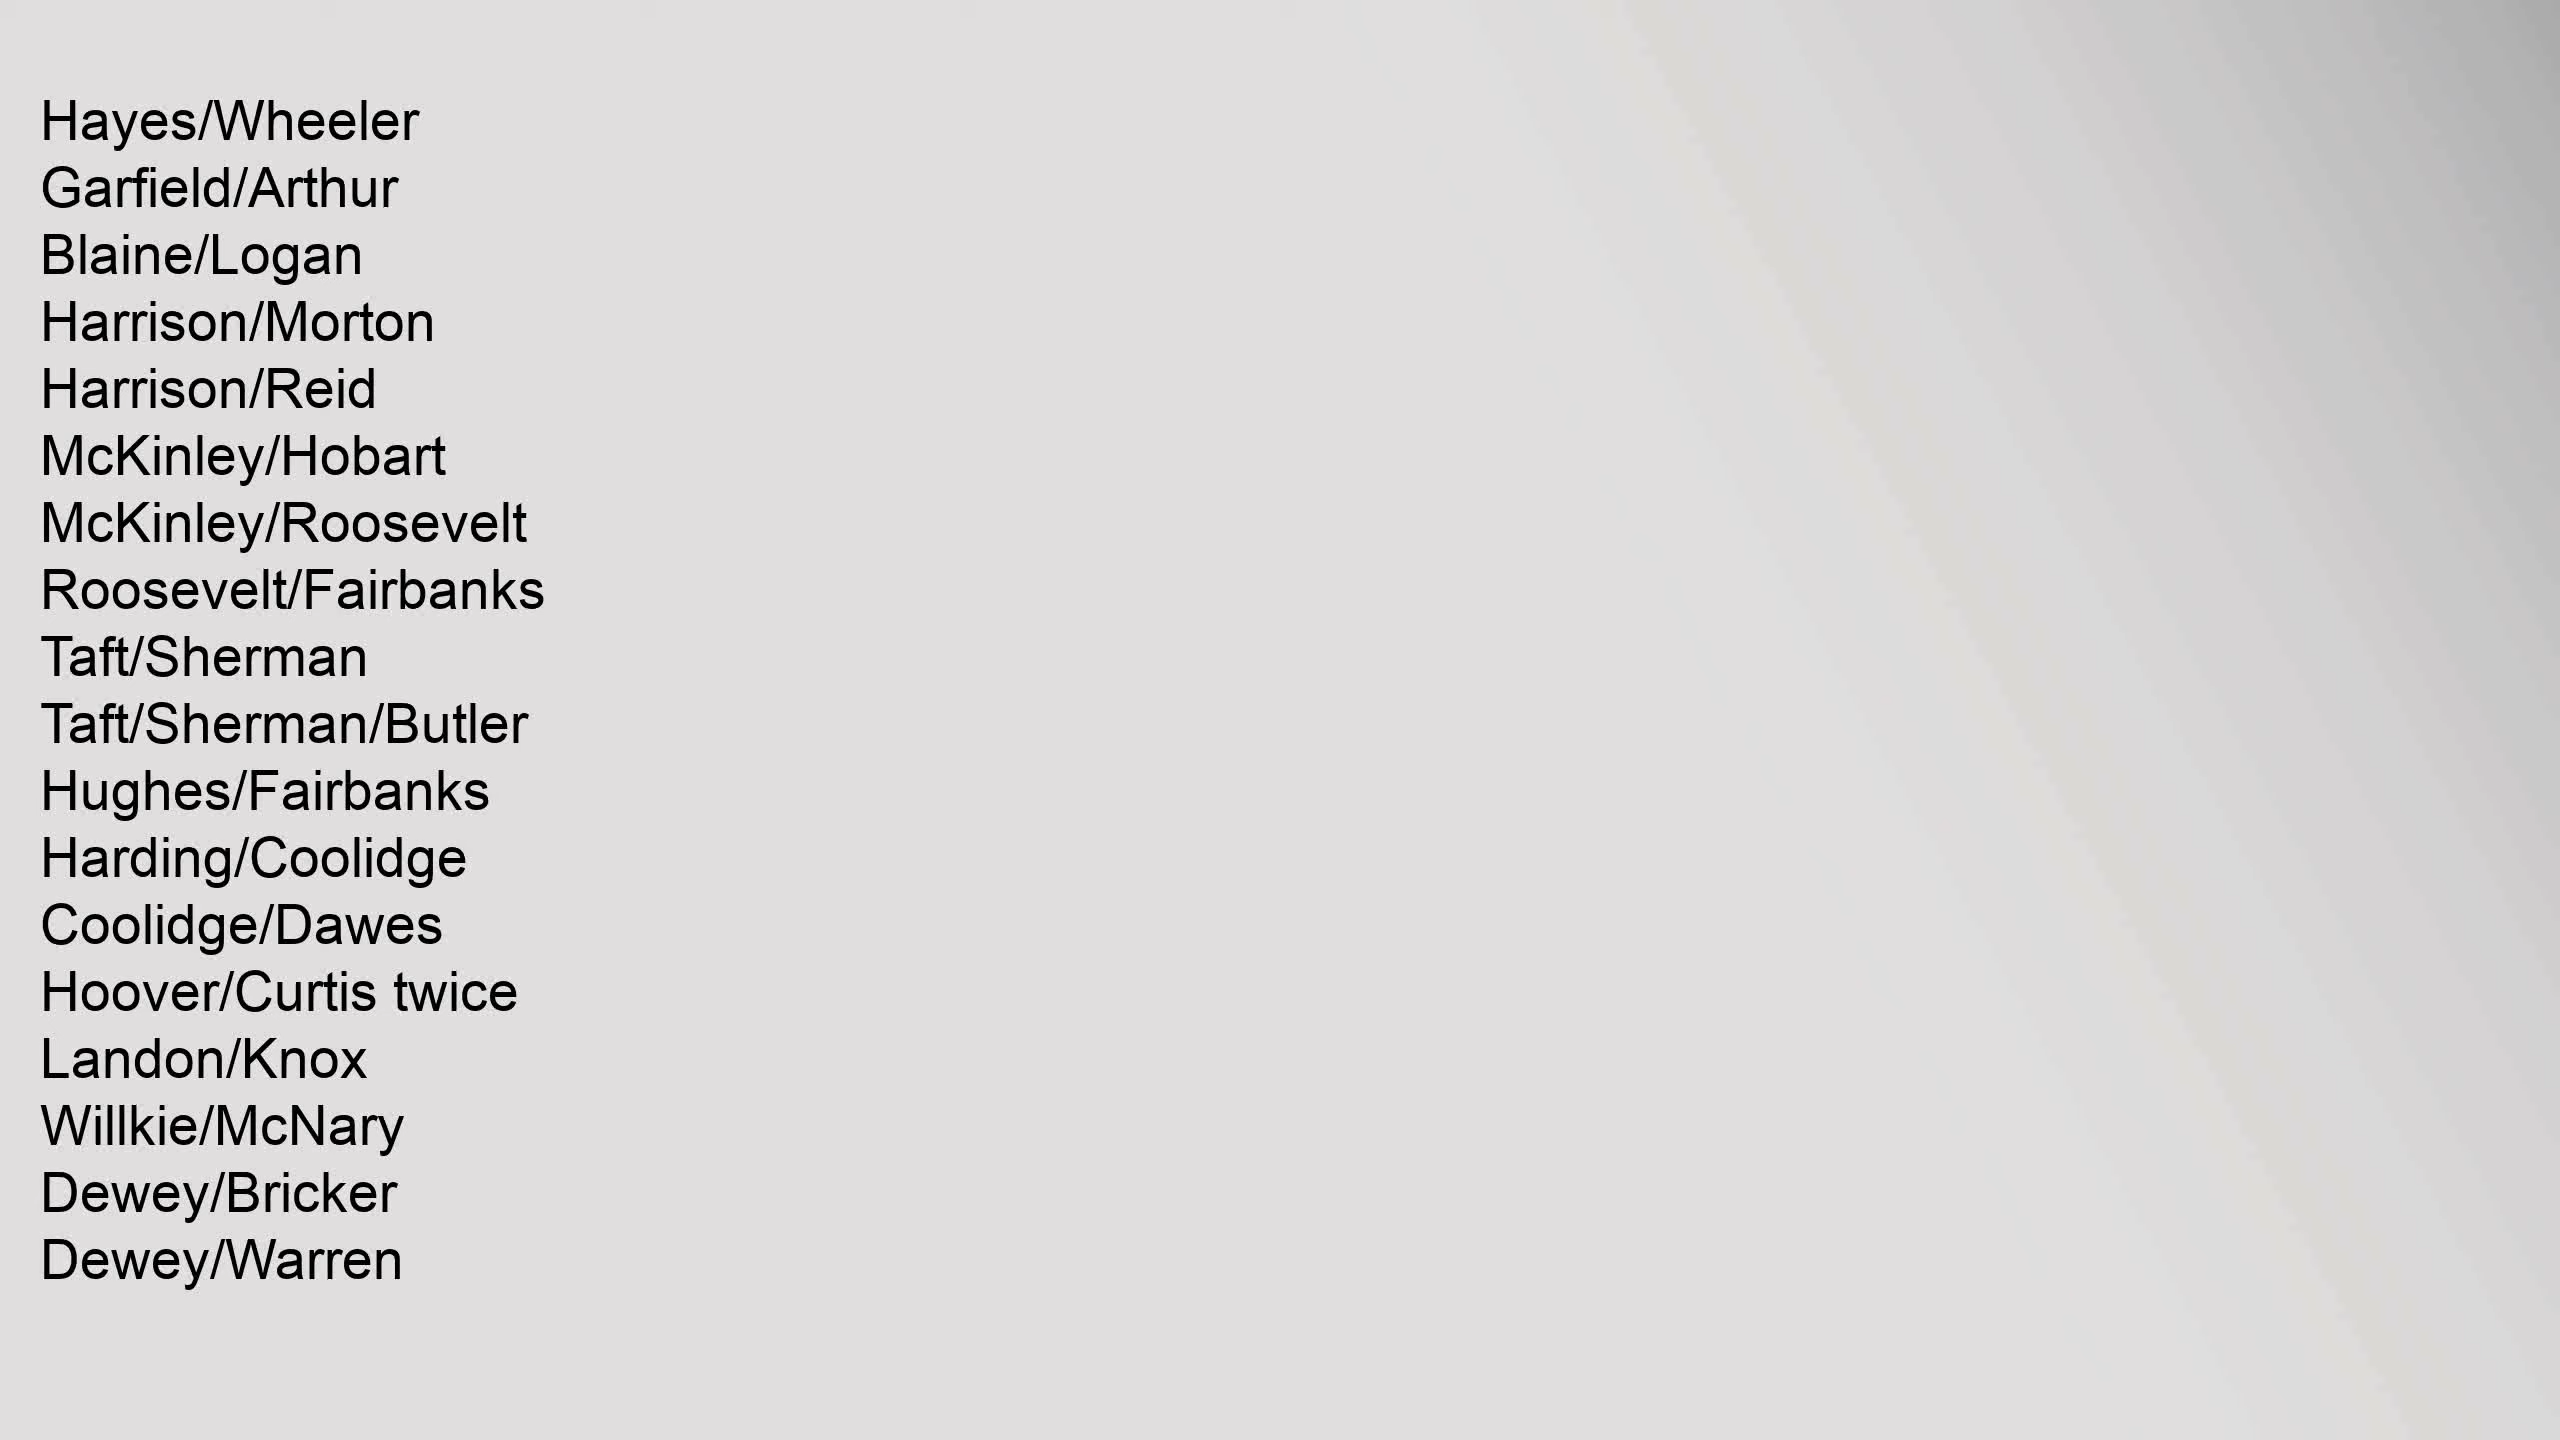 Hayes/Wheeler
Garfield/Arthur
Blaine/Logan
Harrison/Morton
Harrison/Reid
McKinley/Hobart
McKinley/Roosevelt
Roosevelt/Fairbanks
Taft/Sherman
Taft/Sherman/Butler
Hughes/Fairbanks
Harding/Coolidge
Coolidge/Dawes
Hoover/Curtis twice
Landon/Knox
Willkie/McNary
Dewey/Bricker
Dewey/Warren